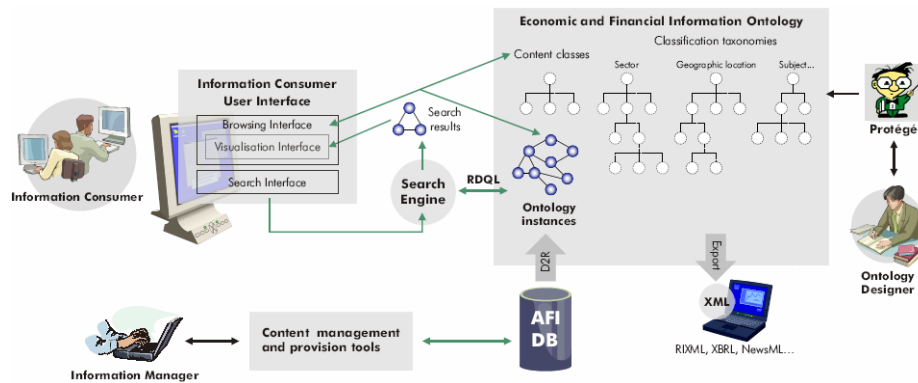 Economic and Financial Information Ontology
Classification taxonomies
Content classes
Sector
Geographic location
Subject...
Information Consumer
User Interface
Browsing Interface
Visualisation Interface
Search Interface
Search
results
Search
Engine
RDQL
Ontology
instances
Protégé
Information Consumer
Ontology
Designer
D2R
Export
AFI
DB
XML
RIXML, XBRL, NewsML...
Content management
and provision tools
Information Manager